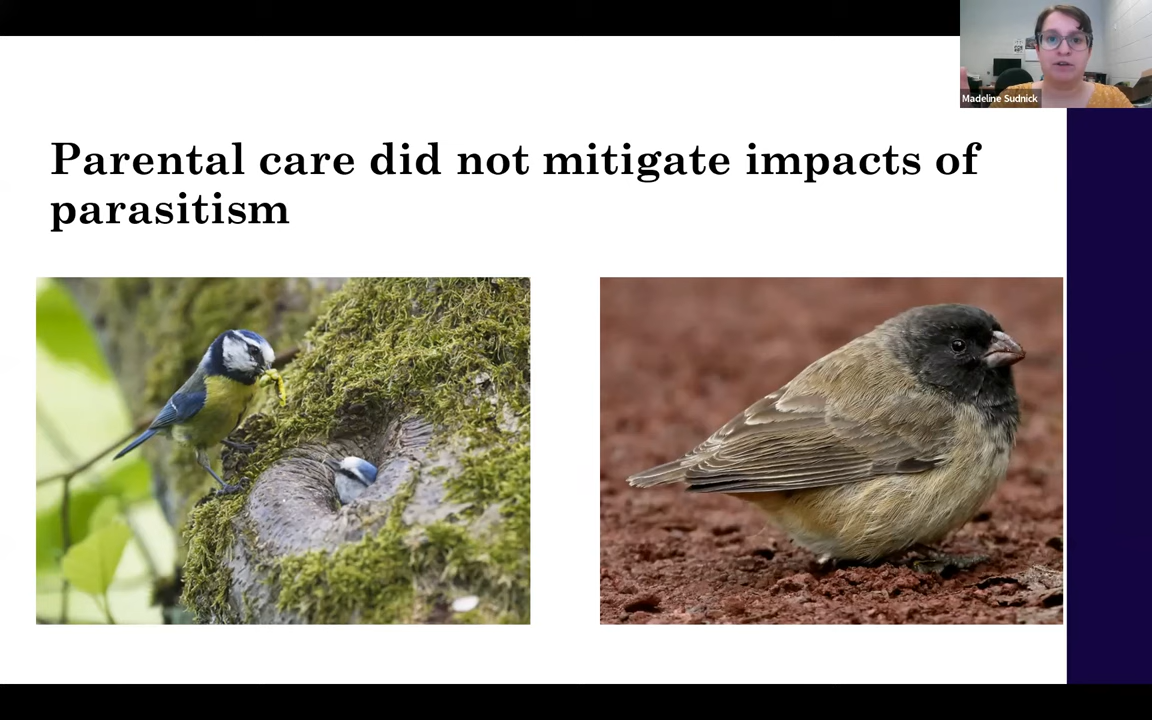 Madeline Sudnick
Parental care did not mitigate impacts of
parasitism